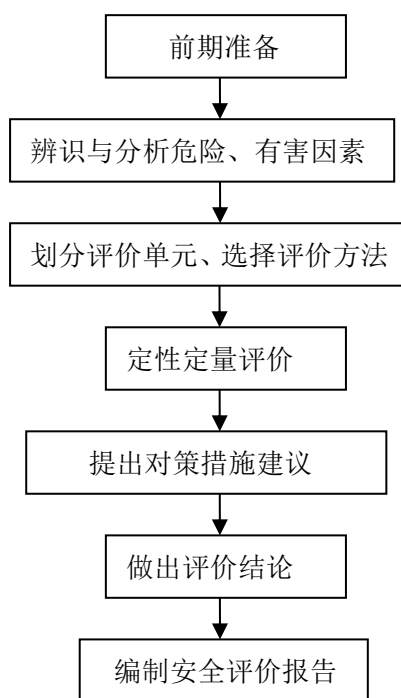 前期准备
辨识与分析危险、有害因素
划分评价单元、选择评价方法
定性定量评价
提出对策措施建议
做出评价结论
编制安全评价报告